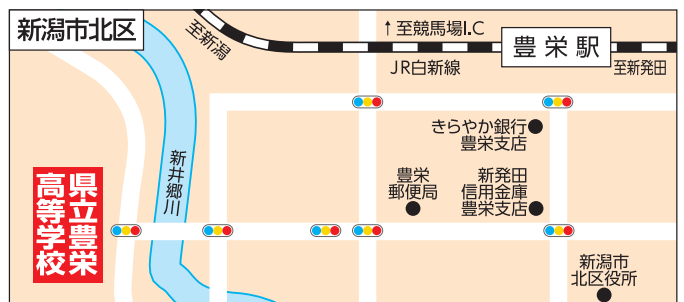 新潟市北区
至新潟
↑至競馬場I.C
JR白新線
豊栄駅
至新発田
きらやか銀行
豊栄支店
新井郷川
県立豊栄
高等学校
豊栄
郵便局
新発田
信用金庫
豊栄支店
新潟市
北区役所